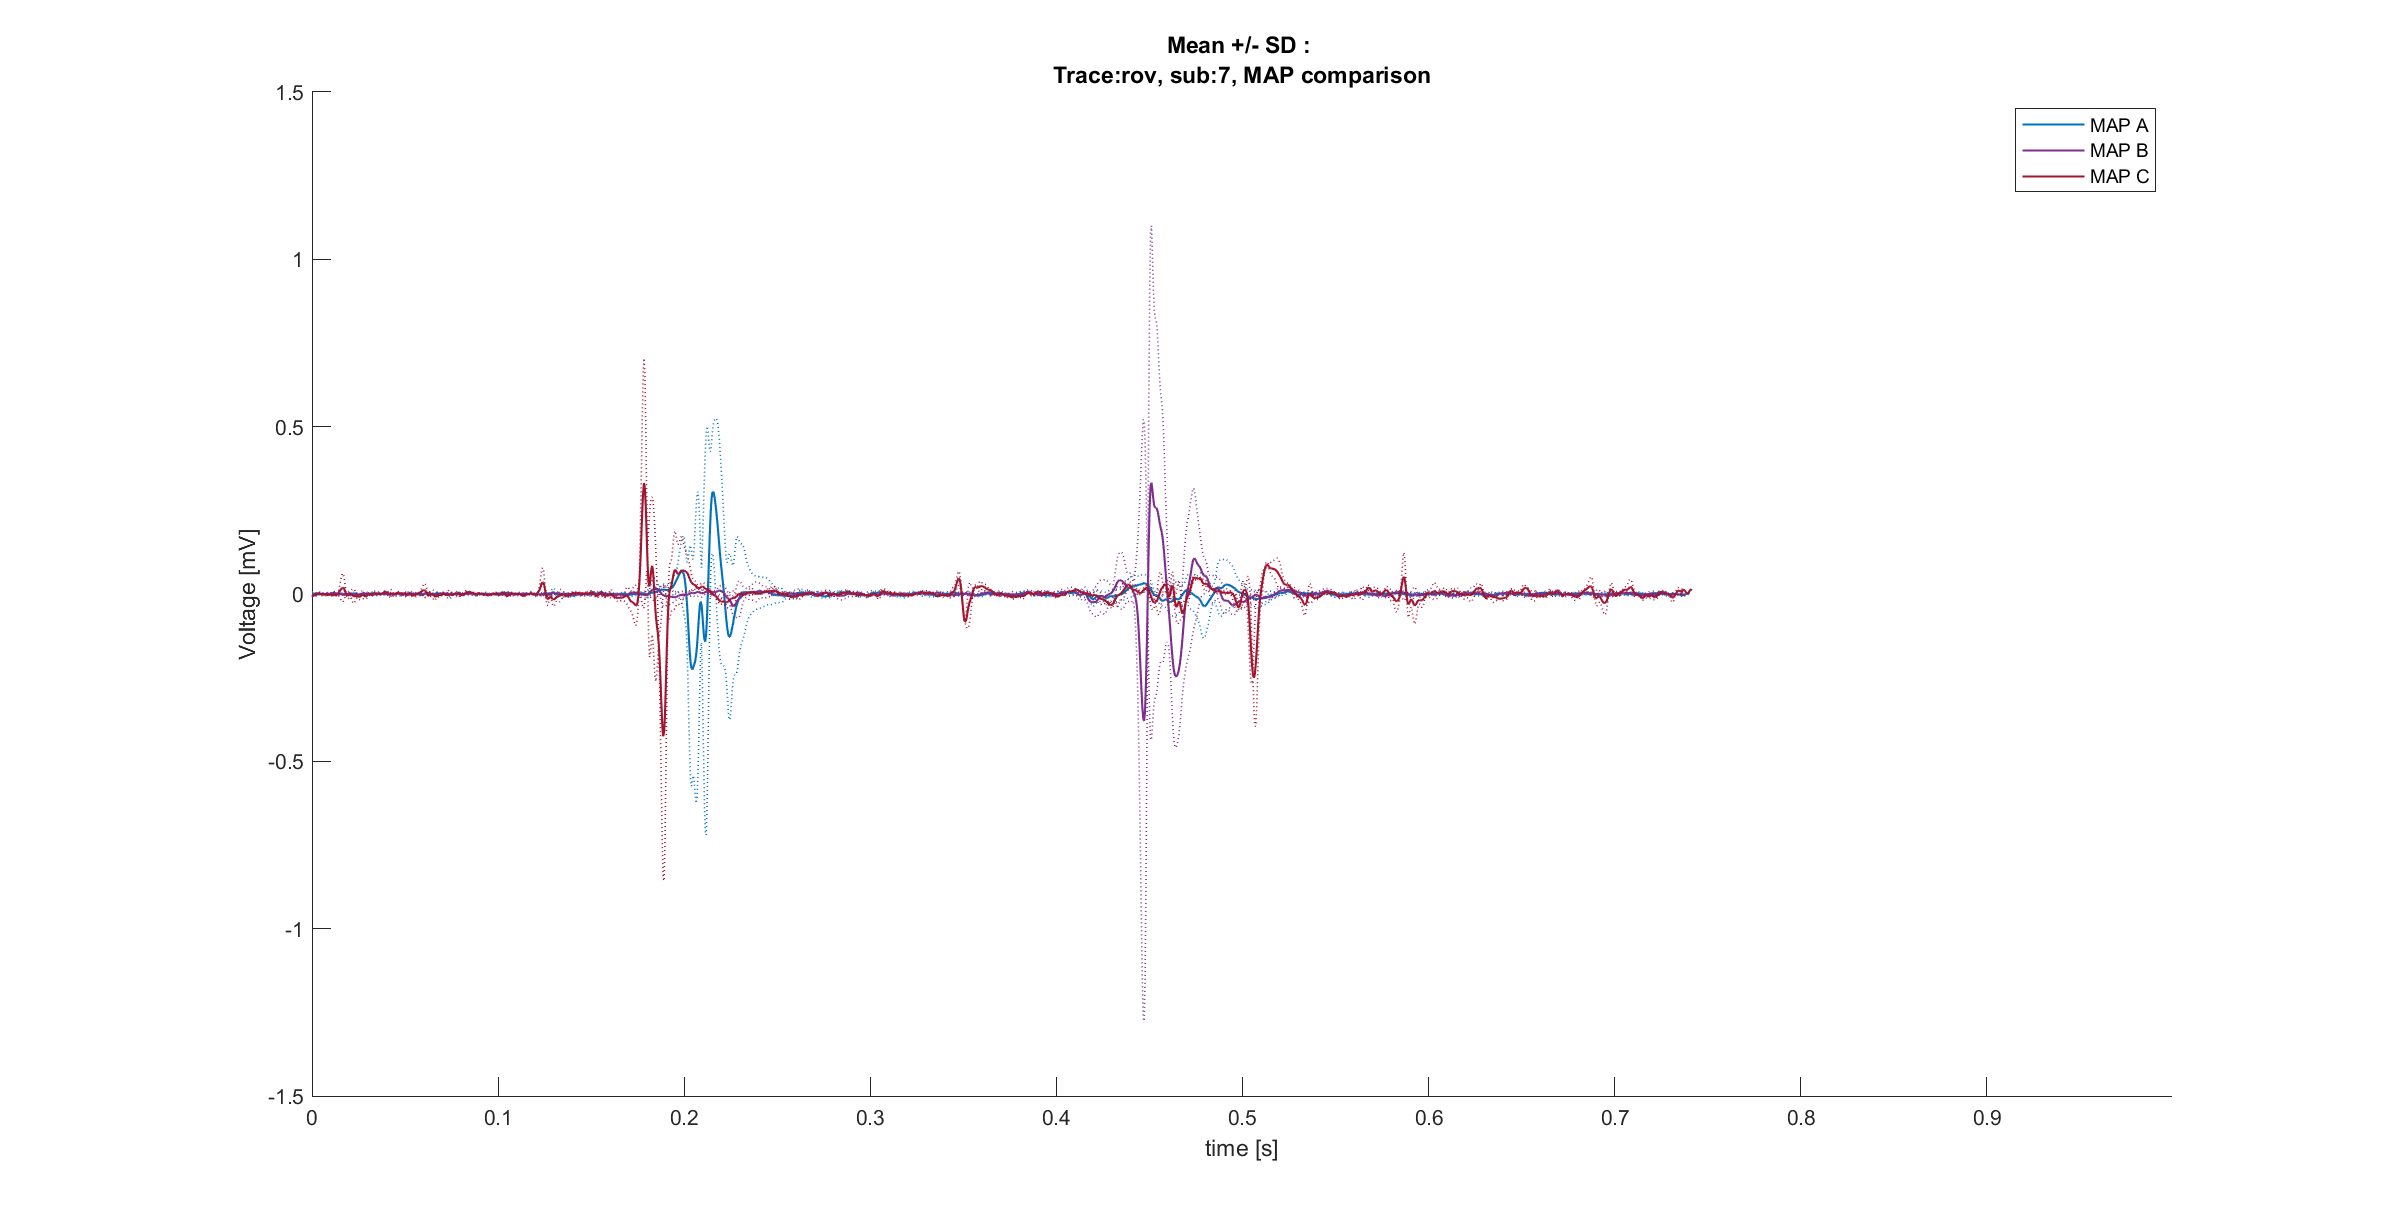 Mean +/- SD :
Trace:rov, sub:7, MAP comparison
MAP A
MAP B
MAP C
1.5
1
0.5
0
-0.5
-1
-1.5
Voltage [mV]
0 0.1 0.2 0.3 0.4 0.5 0.6 0.7 0.8 0.9
time [s]